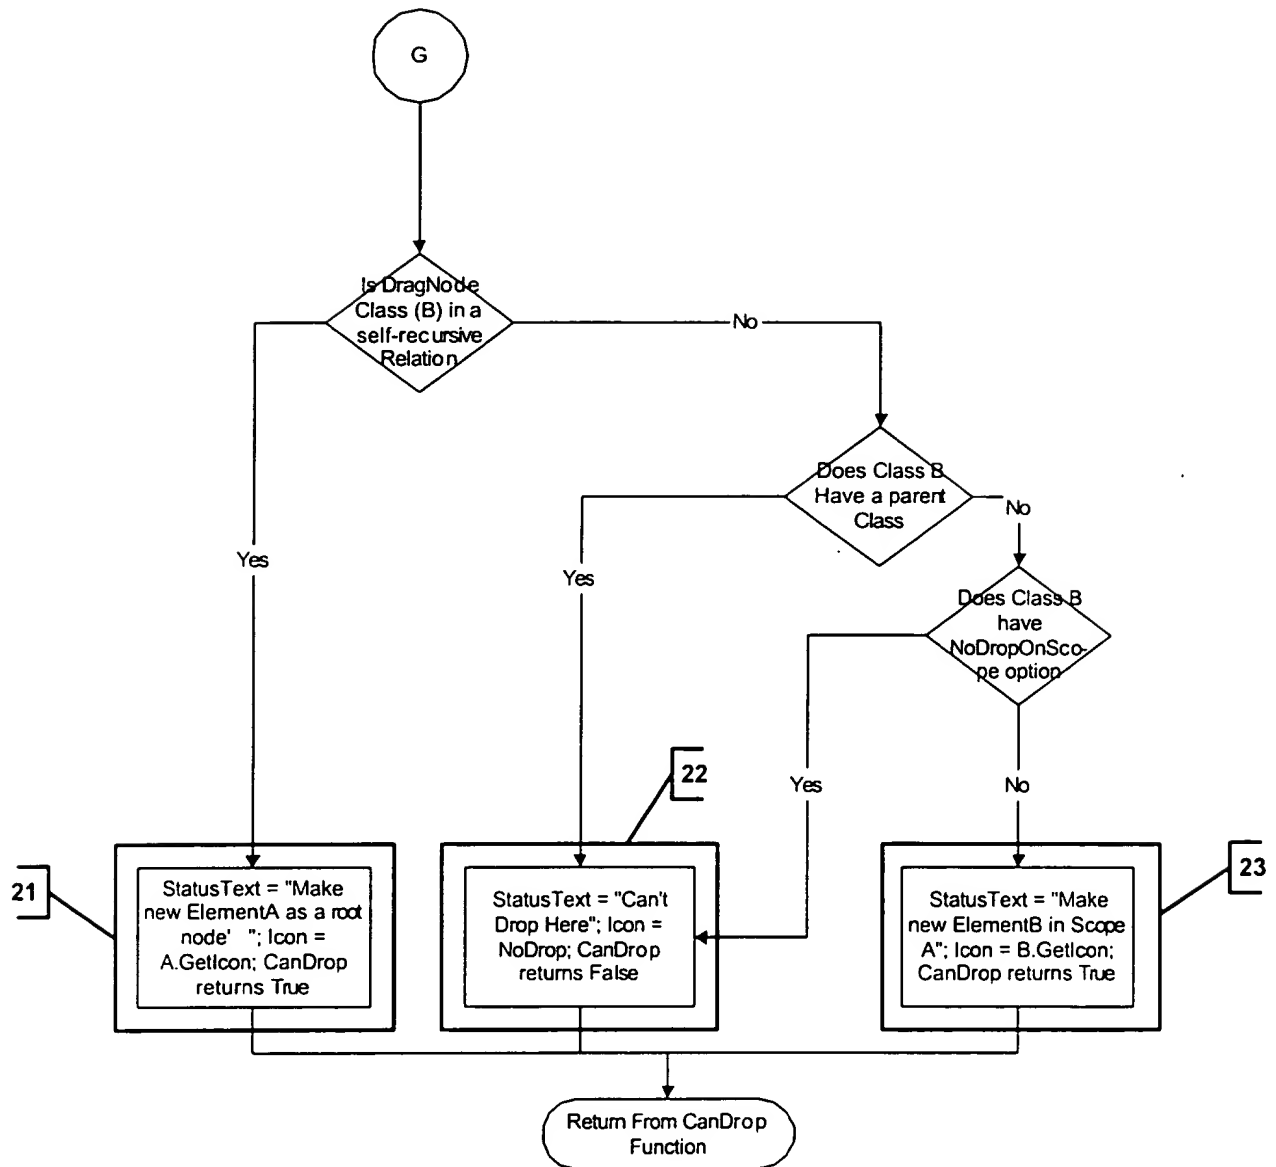 G
Is DragNode
Class (B) in a
self-recursive
Relation
No
Does Class B
Have a parent
Class
No
Yes
Yes
Does Class B
have
NoDropOnSco-
pe option
22
Yes
No
21
StatusText = "Make
new ElementA as a root
node' "; Icon =
A.GetIcon; CanDrop
returns True
StatusText = "Can't
Drop Here"; Icon =
NoDrop; CanDrop
returns False
StatusText = "Make
new ElementB in Scope
A"; Icon = B.GetIcon;
CanDrop returns True
23
Return From CanDrop
Function